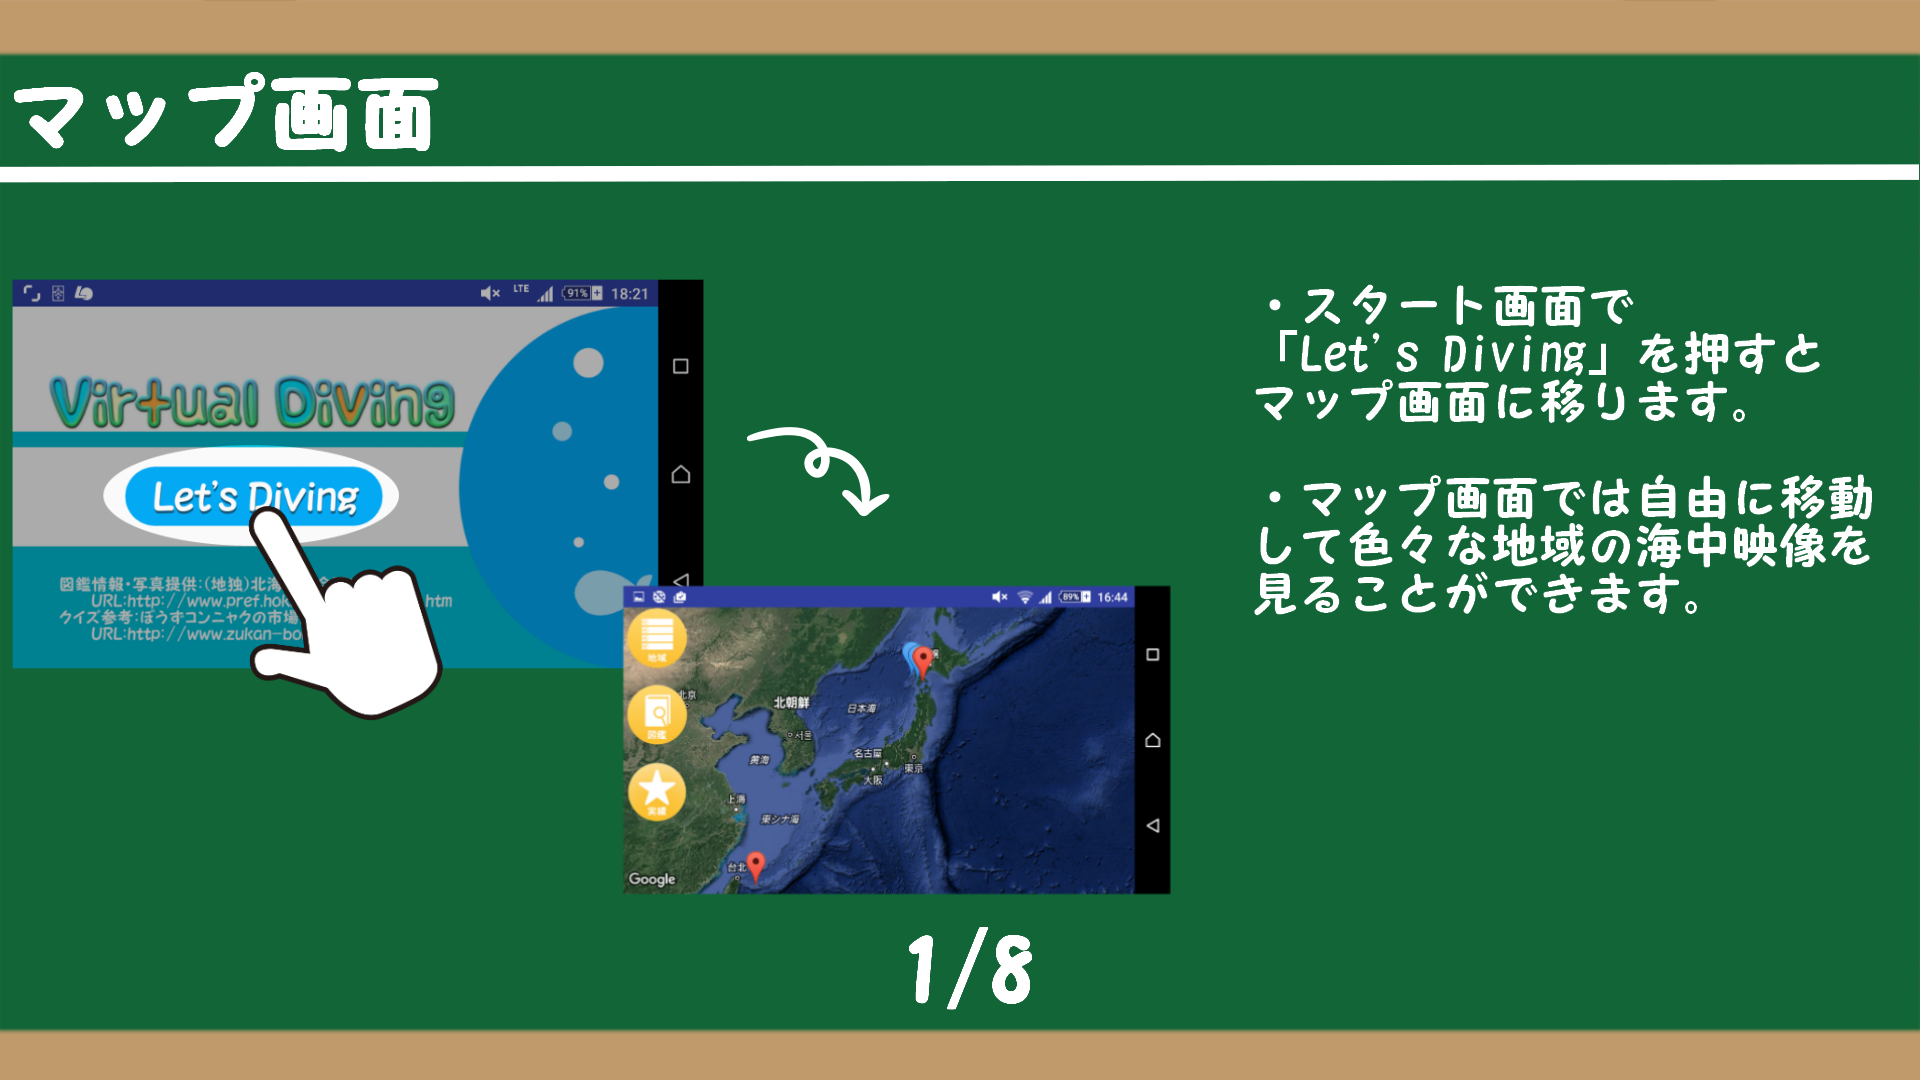 マップ画面
LTE 91% 18:21
Virtual Diving
Let's Diving
図鑑情報・写真提供:(地独)北海
URL:http://www.pref.hok htm
クイズ参考:ぼうずコンニャクの市場
URL:http://www.zukan-bo
・スタート画面で
「Let's Diving」を押すと
マップ画面に移ります。
・マップ画面では自由に移動
して色々な地域の海中映像を
見ることができます。
89% 16:44
地域
図鑑
実績
北京
北朝鮮
서울
日本海
黄海
名古屋
東京
大阪
上海
東シナ海
台北
Google
1/8